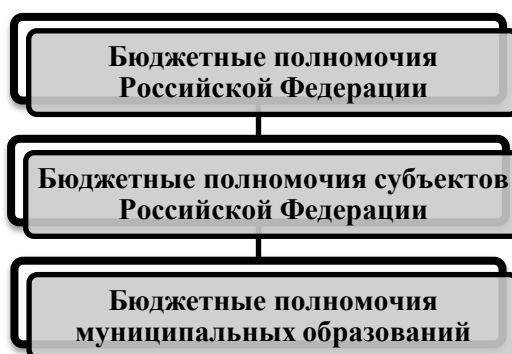 Бюджетные полномочия
Российской Федерации
Бюджетные полномочия субъектов
Российской Федерации
Бюджетные полномочия
муниципальных образований